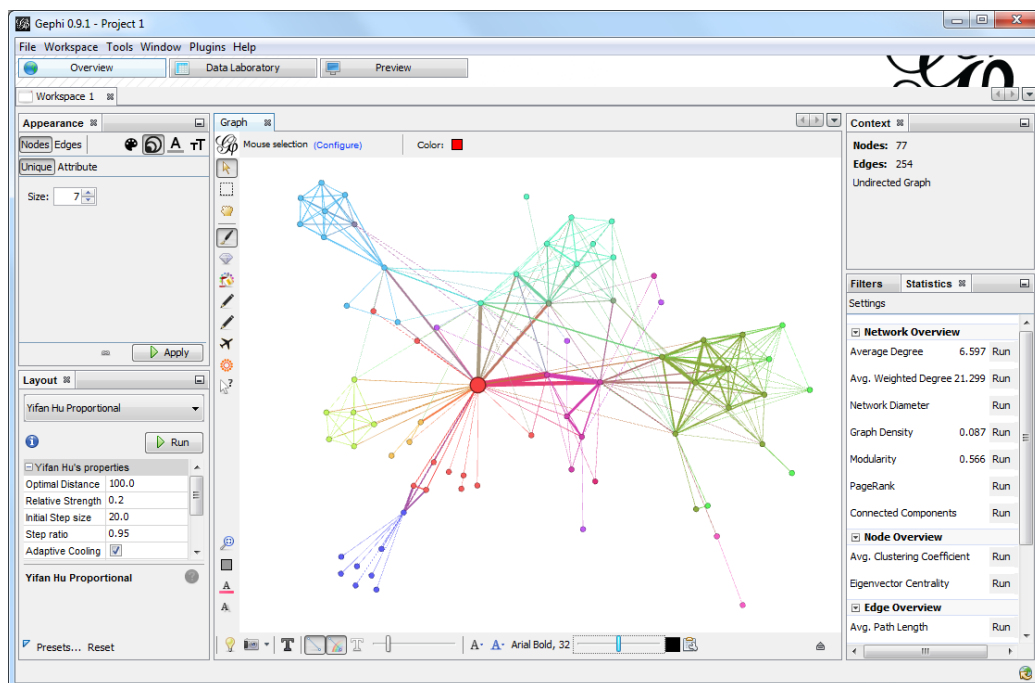 Gephi 0.9.1 - Project 1
File Workspace Tools Window Plugins Help
Overview Data Laboratory Preview
Workspace 1
Appearance
Nodes Edges A TT
Unique Attribute
Size: 7
Apply
Layout
Yifan Hu Proportional
Run
Yifan Hu's properties
Optimal Distance 100.0
Relative Strength 0.2
Initial Step size 20.0
Step ratio 0.95
Adaptive Cooling
Yifan Hu Proportional
Presets... Reset
Graph
Mouse selection (Configure) Color:
?
A
A
T T A A Arial Bold, 32
Context
Nodes: 77
Edges: 254
Undirected Graph
Filters Statistics
Settings
Network Overview
Average Degree 6.597 Run
Avg. Weighted Degree 21.299 Run
Network Diameter Run
Graph Density 0.087 Run
Modularity 0.566 Run
PageRank Run
Connected Components Run
Node Overview
Avg. Clustering Coefficient Run
Eigenvector Centrality Run
Edge Overview
Avg. Path Length Run